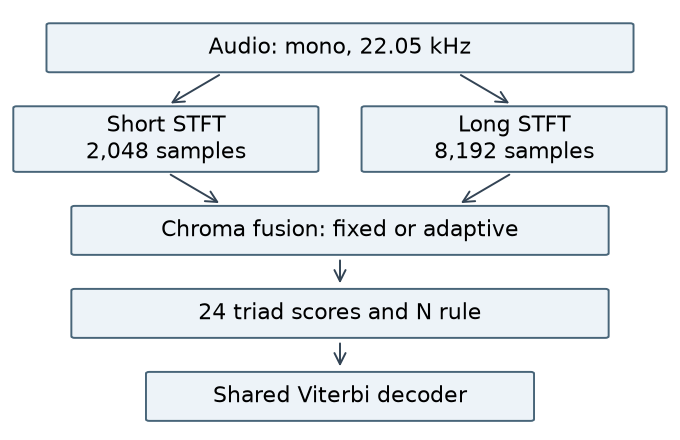 Audio: mono, 22.05 kHz
Short STFT
2,048 samples
Long STFT
8,192 samples
Chroma fusion: fixed or adaptive
24 triad scores and N rule
Shared Viterbi decoder